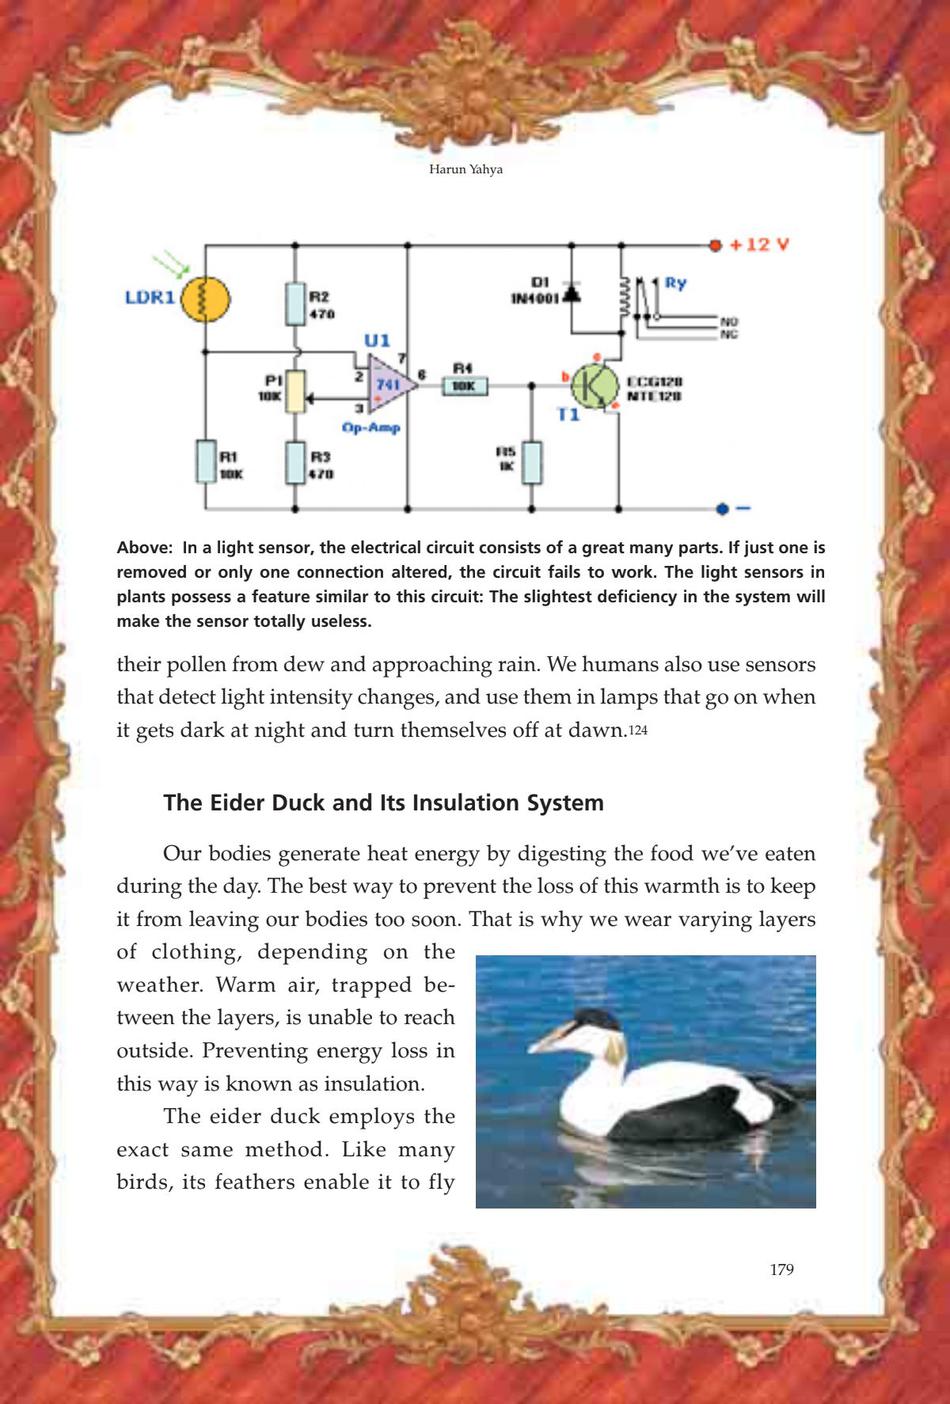 Harun Yahya
+12 V
LDR1
R2
470
D1
1N4001
Ry
NO
NC
U1
7
2
741
6
R4
10K
P1
10K
3
Op-Amp
b
ECG128
NTE128
T1
e
R1
10K
R3
470
R5
1K
Above: In a light sensor, the electrical circuit consists of a great many parts. If just one is
removed or only one connection altered, the circuit fails to work. The light sensors in
plants possess a feature similar to this circuit: The slightest deficiency in the system will
make the sensor totally useless.
their pollen from dew and approaching rain. We humans also use sensors
that detect light intensity changes, and use them in lamps that go on when
it gets dark at night and turn themselves off at dawn.124
The Eider Duck and Its Insulation System
Our bodies generate heat energy by digesting the food we've eaten
during the day. The best way to prevent the loss of this warmth is to keep
it from leaving our bodies too soon. That is why we wear varying layers
of clothing, depending on the
weather. Warm air, trapped be-
tween the layers, is unable to reach
outside. Preventing energy loss in
this way is known as insulation.
The eider duck employs the
exact same method. Like many
birds, its feathers enable it to fly
179